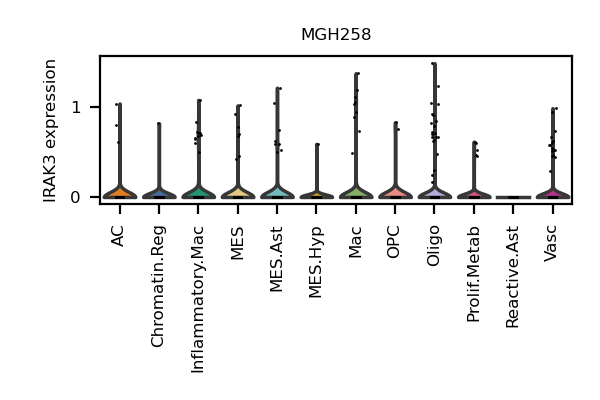 MGH258
IRAK3 expression
1
0
AC
Chromatin.Reg
Inflammatory.Mac
MES
MES.Ast
MES.Hyp
Mac
OPC
Oligo
Prolif.Metab
Reactive.Ast
Vasc